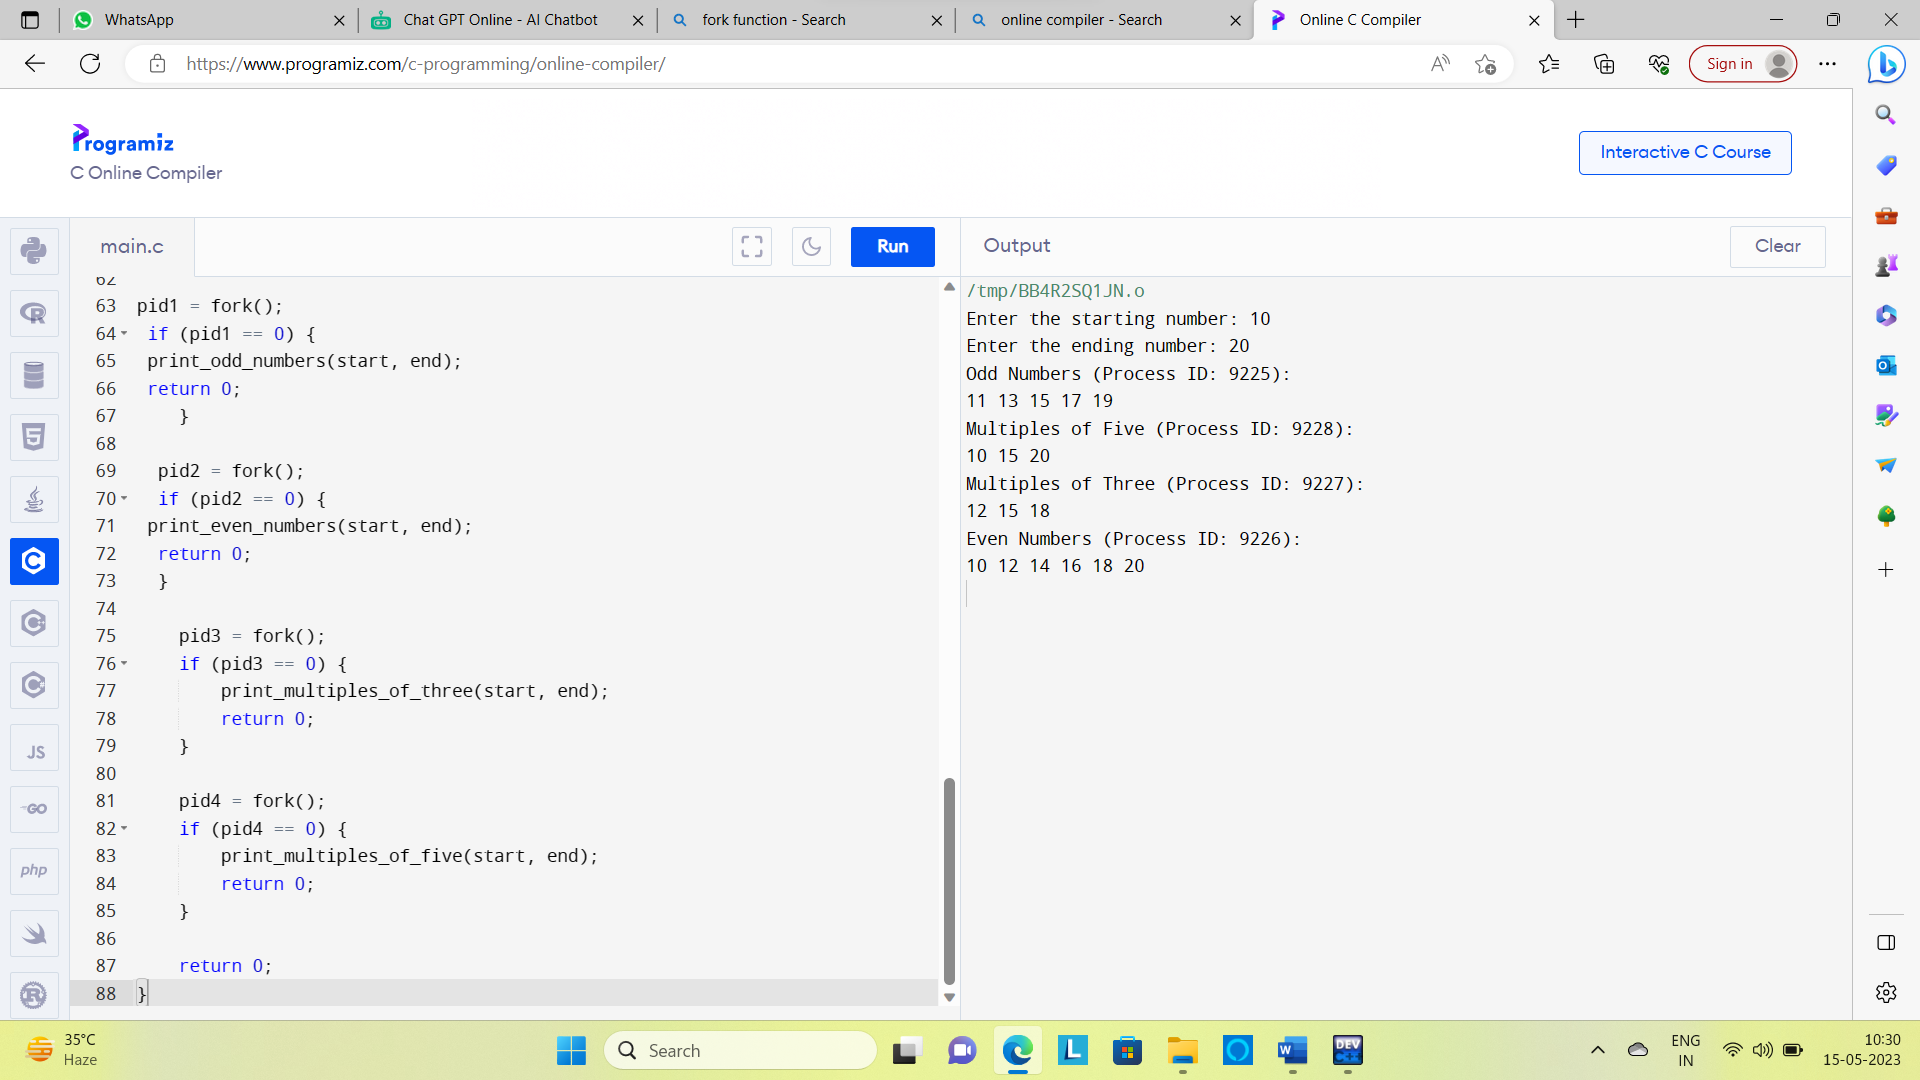 WhatsApp
Chat GPT Online - AI Chatbot
fork function - Search
online compiler - Search
Online C Compiler
https://www.programiz.com/c-programming/online-compiler/
Sign in
Programiz
C Online Compiler
Interactive C Course
main.c
Run
Output
Clear
62
63 pid1 = fork();
64 if (pid1 == 0) {
65 print_odd_numbers(start, end);
66 return 0;
67 }
68
69 pid2 = fork();
70 if (pid2 == 0) {
71 print_even_numbers(start, end);
72 return 0;
73 }
74
75 pid3 = fork();
76 if (pid3 == 0) {
77 print_multiples_of_three(start, end);
78 return 0;
79 }
80
81 pid4 = fork();
82 if (pid4 == 0) {
83 print_multiples_of_five(start, end);
84 return 0;
85 }
86
87 return 0;
88 }
/tmp/BB4R2SQ1JN.o
Enter the starting number: 10
Enter the ending number: 20
Odd Numbers (Process ID: 9225):
11 13 15 17 19
Multiples of Five (Process ID: 9228):
10 15 20
Multiples of Three (Process ID: 9227):
12 15 18
Even Numbers (Process ID: 9226):
10 12 14 16 18 20
JS
GO
php
35°C
Haze
Search
L
W
DEV
C++
ENG
IN
10:30
15-05-2023